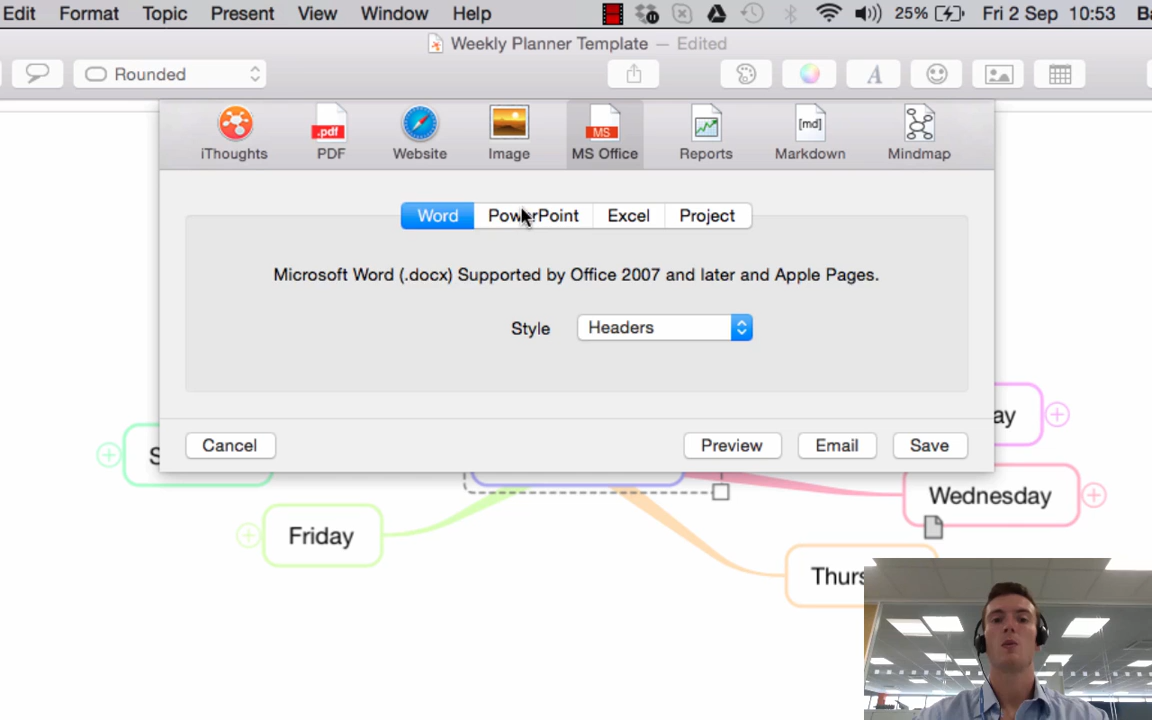 Edit Format Topic Present View Window Help 25% Fri 2 Sep 10:53 Ba
Weekly Planner Template — Edited
Rounded A
.pdf MS [md]
iThoughts PDF Website Image MS Office Reports Markdown Mindmap
Word PowerPoint Excel Project
Microsoft Word (.docx) Supported by Office 2007 and later and Apple Pages.
Style Headers
ay
Cancel Preview Email Save
S
Wednesday
Friday
Thurs